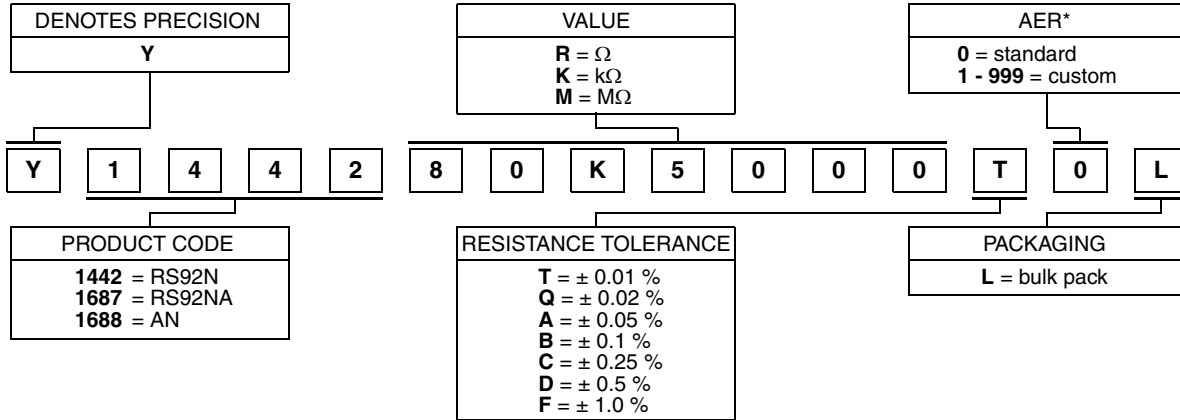 DENOTES PRECISION
Y
VALUE
R = Ω
K = kΩ
M = MΩ
AER*
0 = standard
1 - 999 = custom
Y 1 4 4 2 8 0 K 5 0 0 0 T 0 L
PRODUCT CODE
1442 = RS92N
1687 = RS92NA
1688 = AN
RESISTANCE TOLERANCE
T = ± 0.01 %
Q = ± 0.02 %
A = ± 0.05 %
B = ± 0.1 %
C = ± 0.25 %
D = ± 0.5 %
F = ± 1.0 %
PACKAGING
L = bulk pack